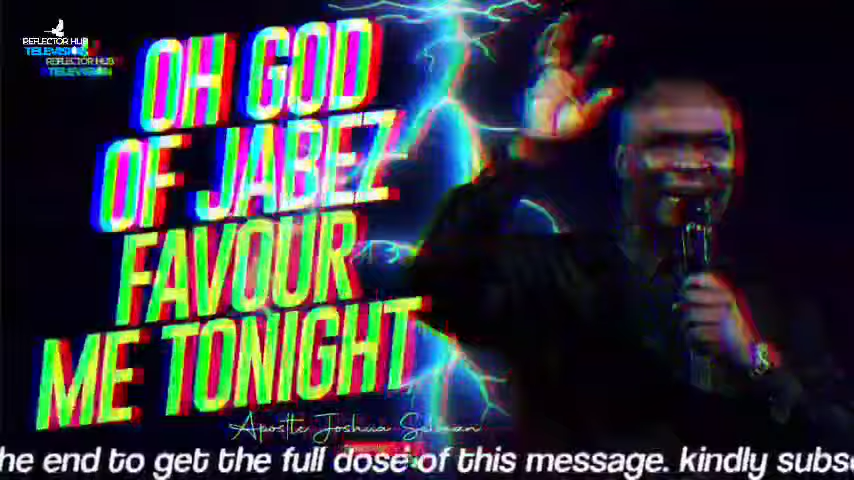 REFLECTOR HUB
TELEVISION
REFLECTOR HUB
TELEVISION
OH GOD
OF JABEZ
FAVOUR
ME TONIGHT
Apostle Joshua Selman
he end to get the full dose of this message. kindly subs